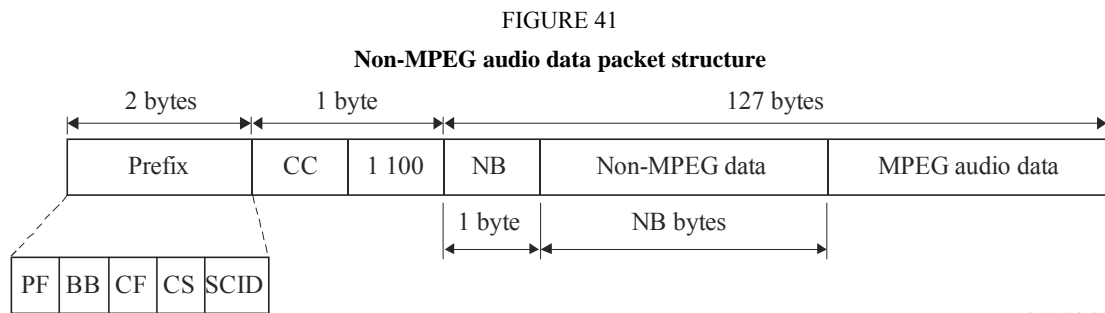 FIGURE 41
Non-MPEG audio data packet structure
2 bytes 1 byte 127 bytes
Prefix CC 1 100 NB Non-MPEG data MPEG audio data
1 byte NB bytes
PF BB CF CS SCID